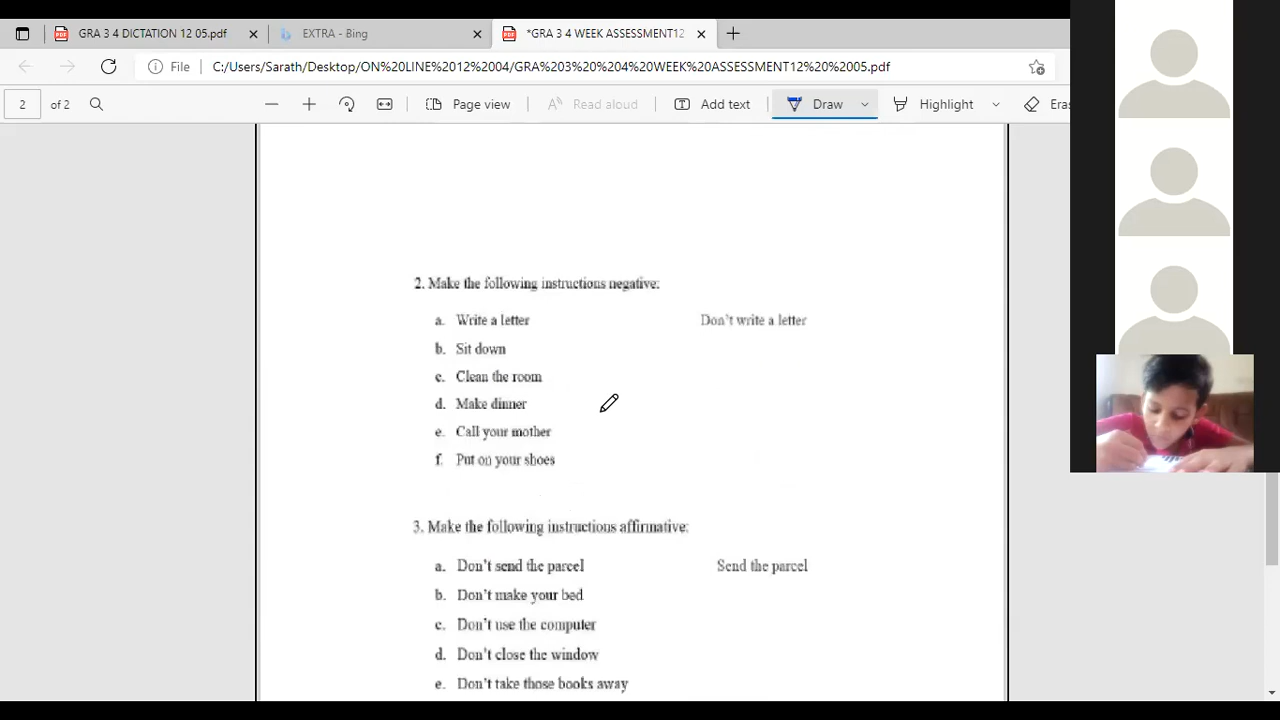 GRA 3 4 DICTATION 12 05.pdf
EXTRA - Bing
*GRA 3 4 WEEK ASSESSMENT12
File
C:/Users/Sarath/Desktop/ON%20LINE%2012%2004/GRA%203%20%204%20WEEK%20ASSESSMENT12%20%2005.pdf
2 of 2
Page view
Read aloud
Add text
Draw
Highlight
Eras
2. Make the following instructions negative:
a. Write a letter Don't write a letter
b. Sit down
c. Clean the room
d. Make dinner
e. Call your mother
f. Put on your shoes
3. Make the following instructions affirmative:
a. Don't send the parcel Send the parcel
b. Don't make your bed
c. Don't use the computer
d. Don't close the window
e. Don't take those books away